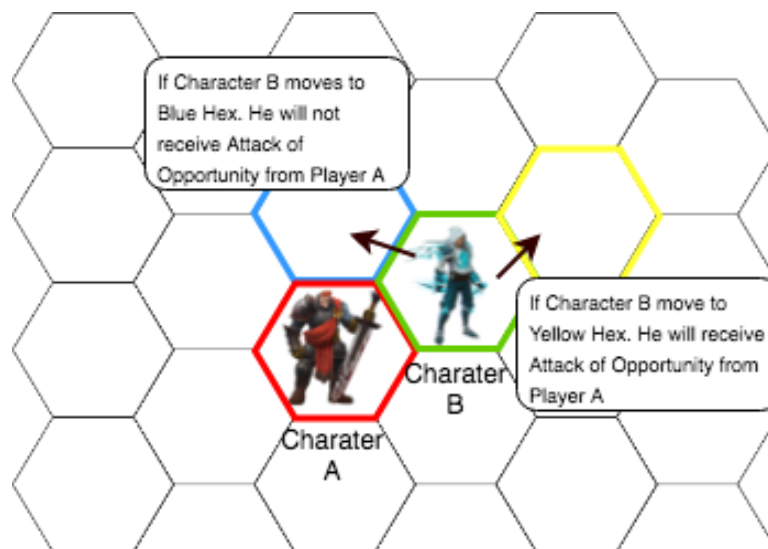 If Character B moves to
Blue Hex. He will not
receive Attack of
Opportunity from Player A
If Character B move to
Yellow Hex. He will receive
Attack of Opportunity from
Player A
Charater
B
Charater
A